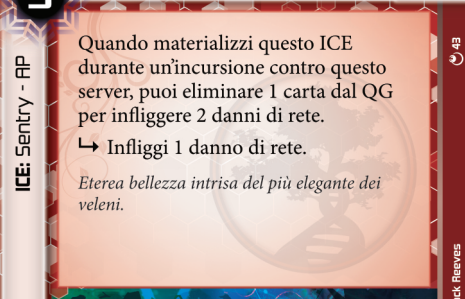 Quando materializzi questo ICE
durante un'incursione contro questo
server, puoi eliminare 1 carta dal QG
per infliggere 2 danni di rete.
↳ Infliggi 1 danno di rete.
Eterea bellezza intrisa del più elegante dei
veleni.
ICE: Sentry - AP
43
Reeves